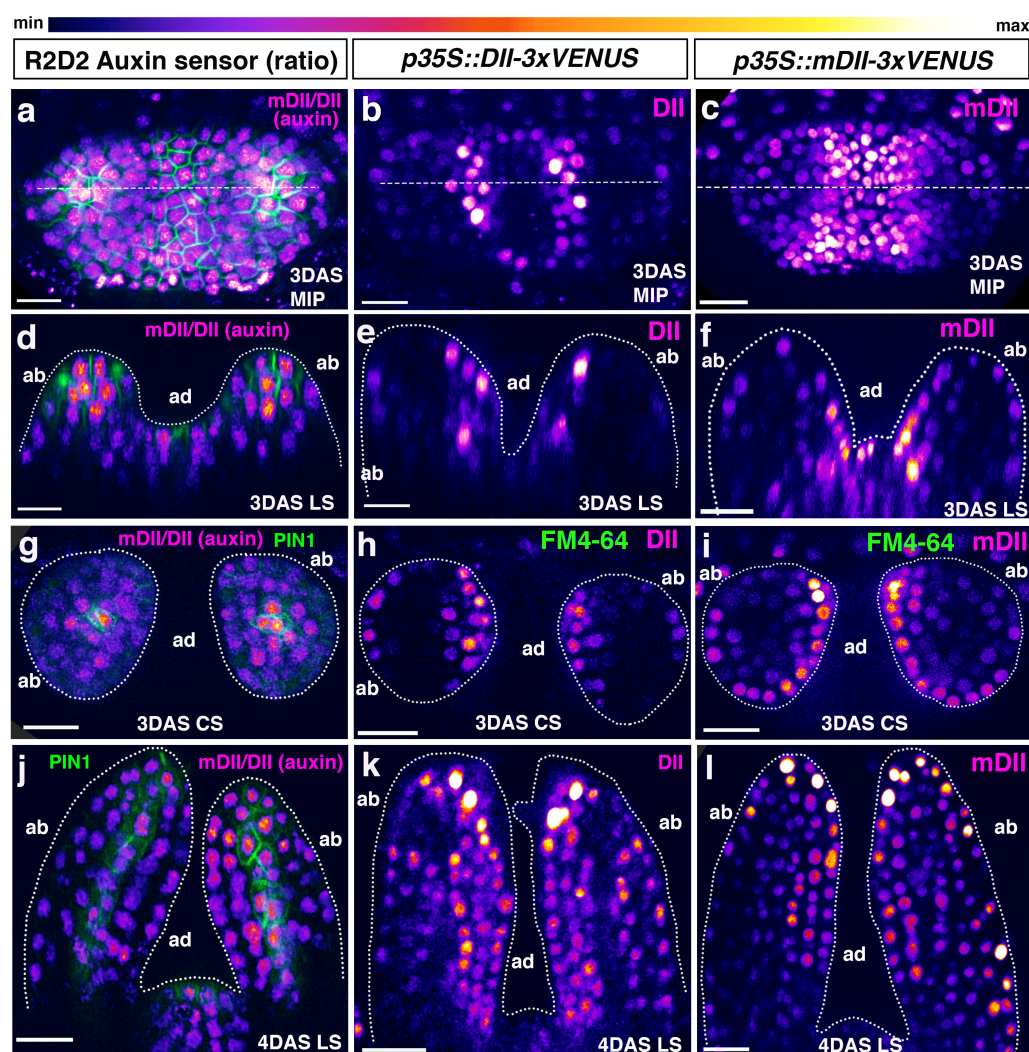 min max
R2D2 Auxin sensor (ratio) p35S::DII-3xVENUS p35S::mDII-3xVENUS
a mDII/DII
(auxin)
3DAS
MIP
b DII
3DAS
MIP
c mDII
3DAS
MIP
d mDII/DII (auxin)
ab ad ab
3DAS LS
e DII
ad ab
ab
3DAS LS
f mDII
ab ad ab
3DAS LS
g mDII/DII (auxin) PIN1
ab
ad
ab
3DAS CS
h FM4-64 DII
ab
ad
ab
3DAS CS
i FM4-64 mDII
ab ab
ad
3DAS CS
j PIN1 mDII/DII (auxin)
ab ab
ad
4DAS LS
k DII
ab ab
ad
4DAS LS
l mDII
ab ab
ad
4DAS LS